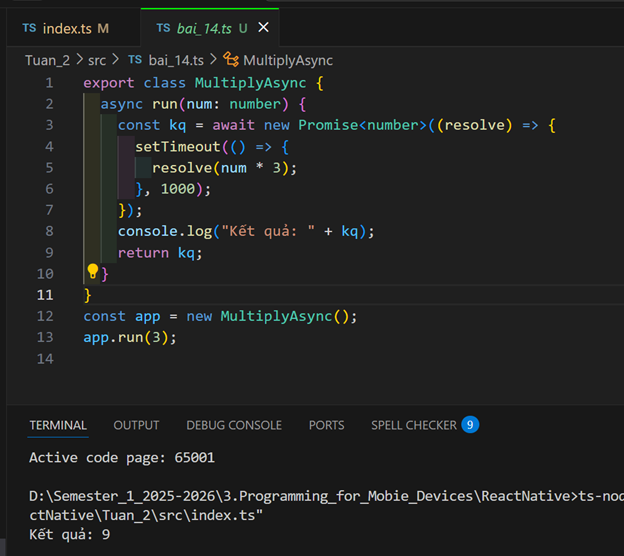 TS index.ts M TS bai_14.ts U ×
Tuan_2 > src > TS bai_14.ts > MultiplyAsync
1 export class MultiplyAsync {
2 async run(num: number) {
3 const kq = await new Promise<number>((resolve) => {
4 setTimeout(() => {
5 resolve(num * 3);
6 }, 1000);
7 });
8 console.log("Kết quả: " + kq);
9 return kq;
10 }
11 }
12 const app = new MultiplyAsync();
13 app.run(3);
14
TERMINAL OUTPUT DEBUG CONSOLE PORTS SPELL CHECKER 9
Active code page: 65001
D:\Semester_1_2025-2026\3.Programming_for_Mobie_Devices\ReactNative>ts-nod
ctNative\Tuan_2\src\index.ts"
Kết quả: 9